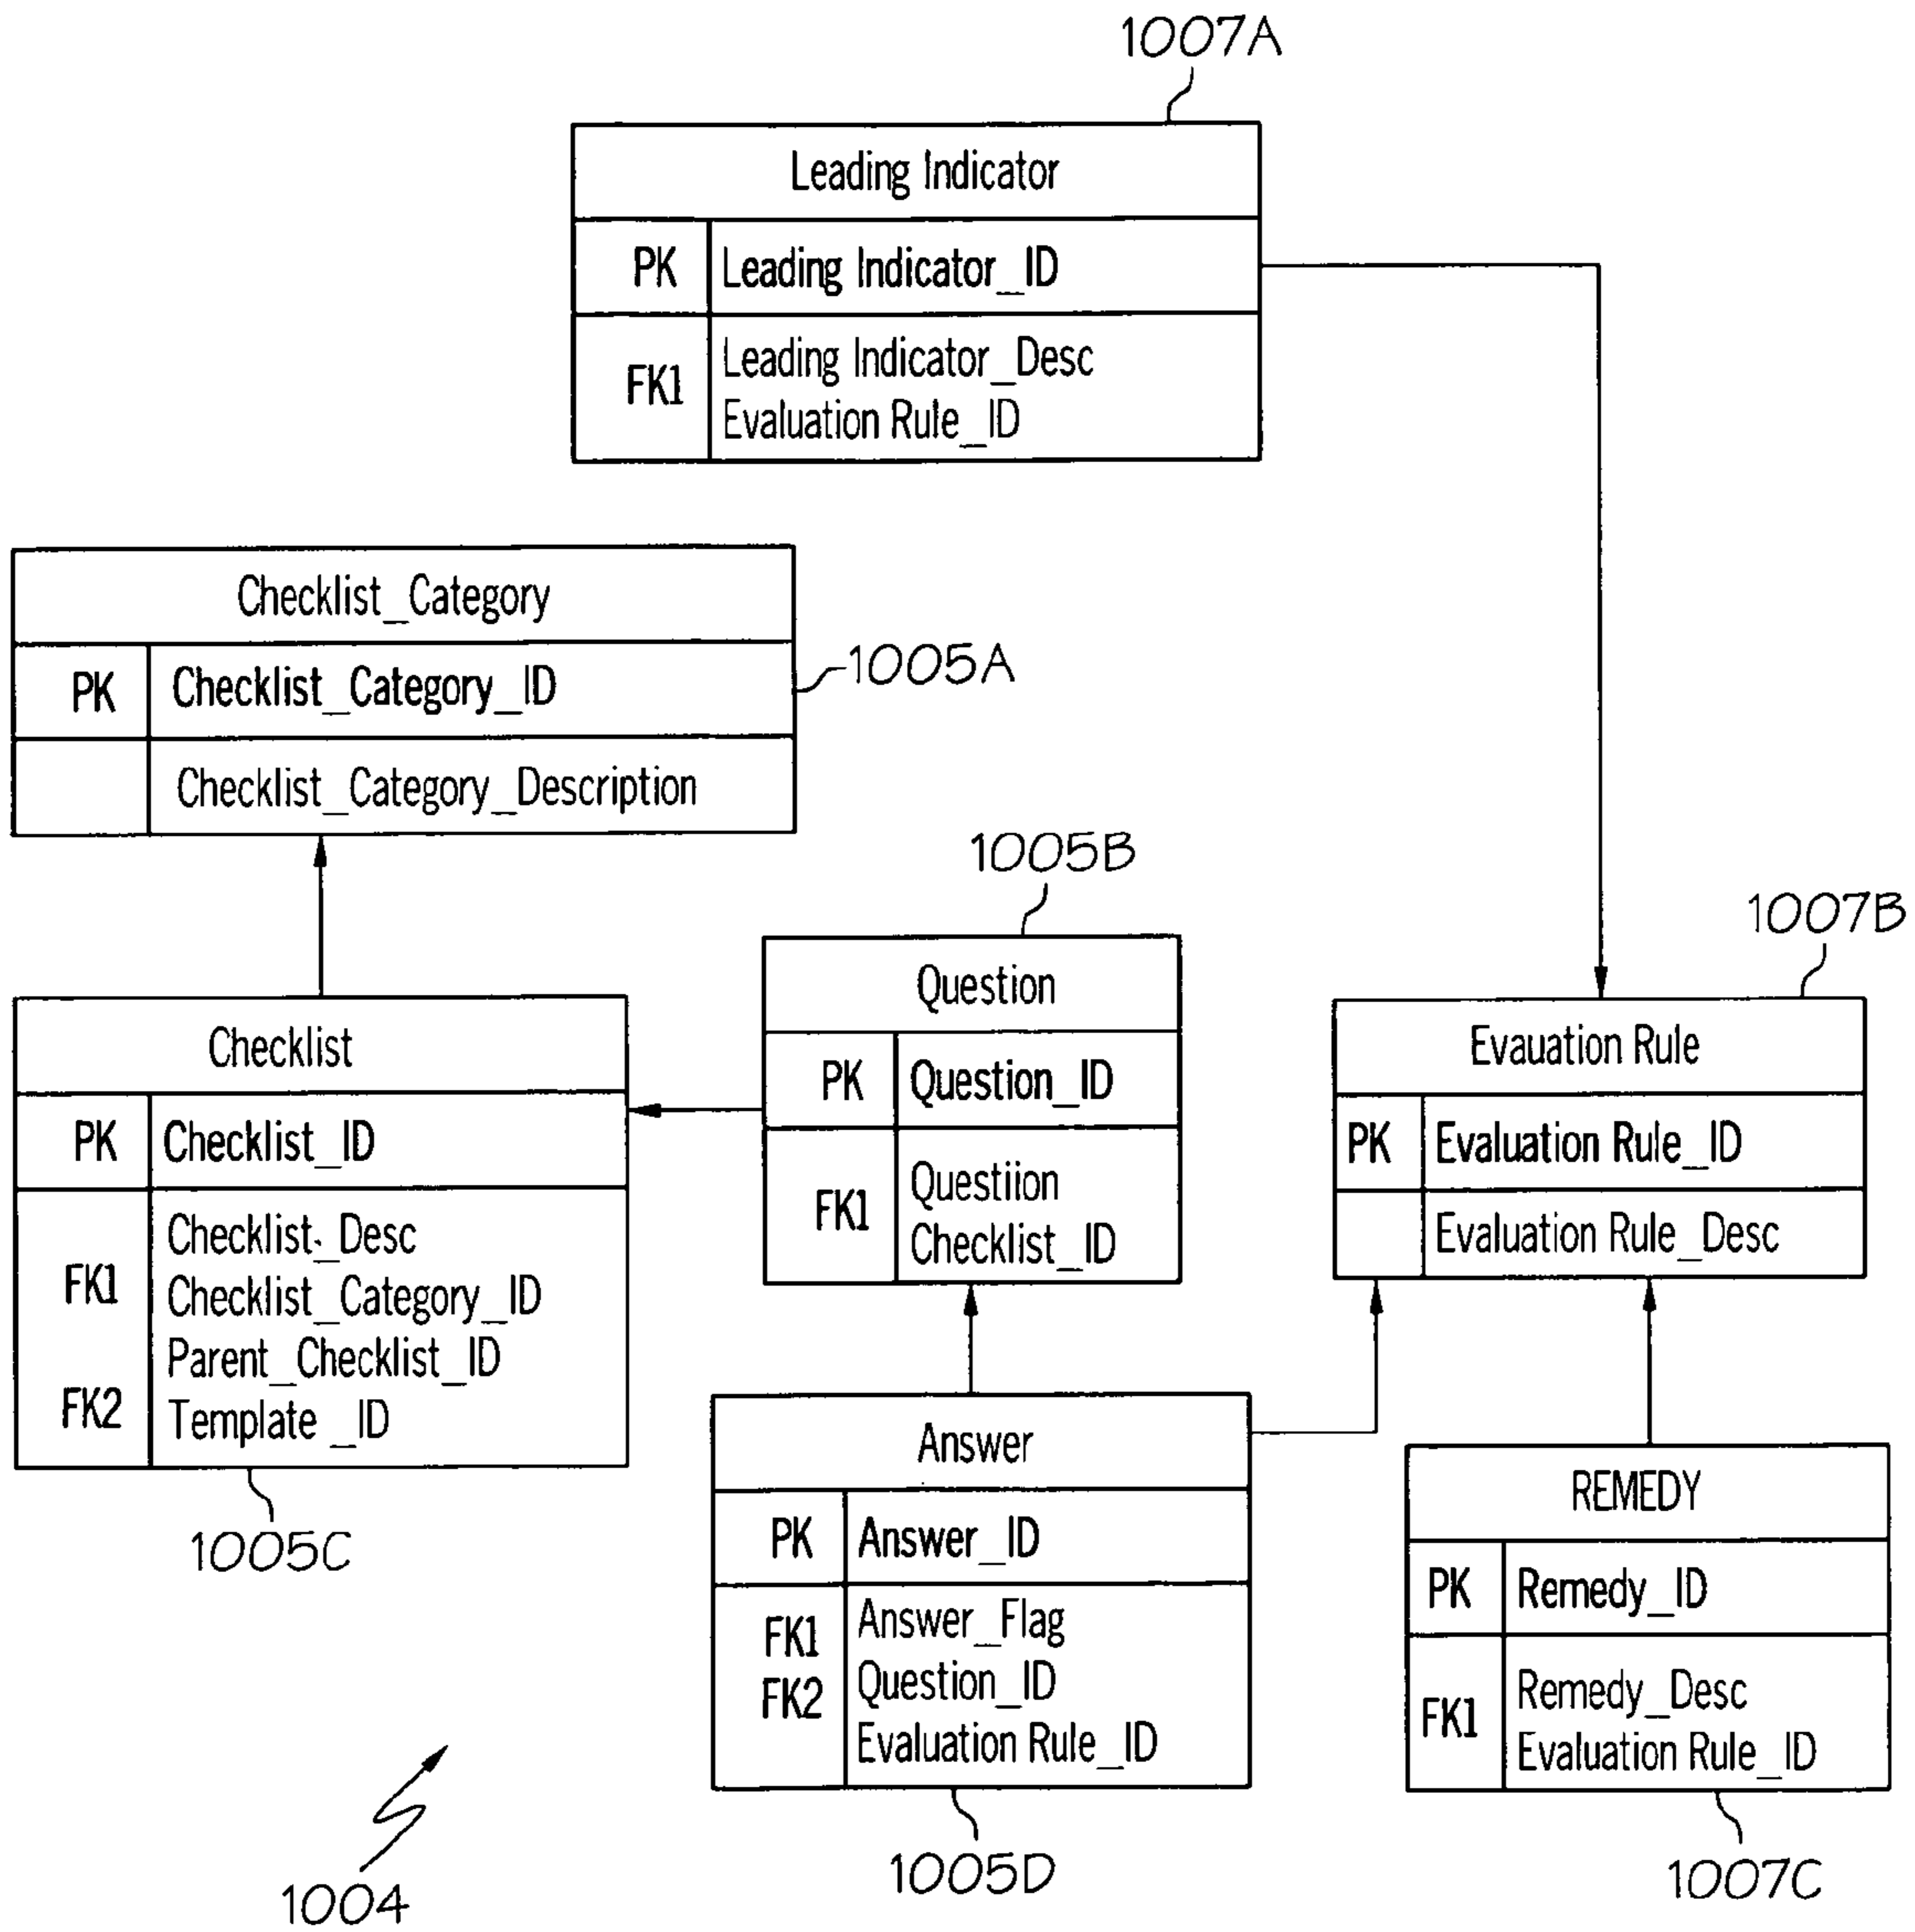 1007A
Leading Indicator
PK Leading Indicator_ID
Leading Indicator_Desc
FK1
Evaluation Rule_ID
Checklist_Category
PK Checklist_Category_ID
1005A
Checklist_Category_Description
1005B
Question
PK Question_ID
Questiion
FK1
Checklist_ID
1007B
Evauation Rule
PK Evaluation Rule_ID
Evaluation Rule_Desc
Checklist
PK Checklist_ID
Checklist_Desc
FK1 Checklist_Category_ID
Parent_Checklist_ID
FK2 Template _ID
1005C
Answer
PK Answer_ID
FK1 Answer_Flag
FK2 Question_ID
Evaluation Rule_ID
1005D
REMEDY
PK Remedy_ID
Remedy_Desc
FK1
Evaluation Rule_ID
1007C
1004